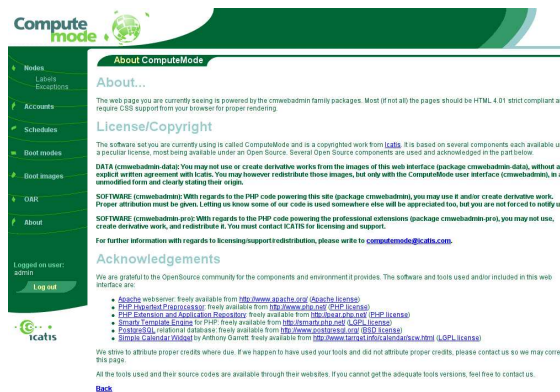 Compute
mode
About ComputeMode
Nodes
Labels
Exceptions
Accounts
Schedules
Boot modes
Boot images
OAR
About
Logged on user:
admin
Log out
icatis
About...
The web page you are currently seeing is powered by the cmwebadmin family packages. Most (if not all) the pages should be HTML 4.01 strict compliant
require CSS support from your browser for proper rendering.
License/Copyright
The software set you are currently using is called ComputeMode and is a copyrighted work from Icatis. It is based on several components each available
a peculiar license, most being available under an Open Source. Several Open Source components are used and acknowledged in the part below.
DATA (cmwebadmin-data): You may not use or create derivative works from the images of this web interface (package cmwebadmin-data), without
explicit written agreement with Icatis. You may however redistribute those images, but only with the ComputeMode user interface (cmwebadmin), in
unmodified form and clearly stating their origin.
SOFTWARE (cmwebadmin): With regards to the PHP code powering this site (package cmwebadmin), you may use it and/or create derivative work.
Proper attribution must be given. Letting us know some of our code is used somewhere else will be appreciated too, but you are not forced to notify
SOFTWARE (cmwebadmin-pro): With regards to the PHP code powering the professional extensions (package cmwebadmin-pro), you may not use,
create derivative work, and redistribute it. You must contact ICATIS for licensing and support.
For further information with regards to licensing/support/redistribution, please write to computemode@icatis.com.
Acknowledgements
We are grateful to the OpenSource community for the components and environment it provides. The software and tools used and/or included in this web
interface are:
Apache webserver: freely available from http://www.apache.org/ (Apache license)
PHP Hypertext Preprocessor: freely available from http://www.php.net/ (PHP license)
PHP Extension and Application Repository: freely available from http://pear.php.net/ (PHP license)
Smarty Template Engine for PHP: freely available from http://smarty.php.net/ (LGPL license)
PostgreSQL relational database: freely available from http://www.postgresql.org/ (BSD license)
Simple Calendar Widget by Anthony Garrett: freely available from http://www.tarrget.info/calendar/scw.html (LGPL license)
We strive to attribute proper credits where due. If we happen to have used your tools and did not attribute proper credits, please contact us so we may
this page.
All the tools used and their source codes are available through their websites. If you cannot get the adequate tools versions, feel free to contact us.
Back